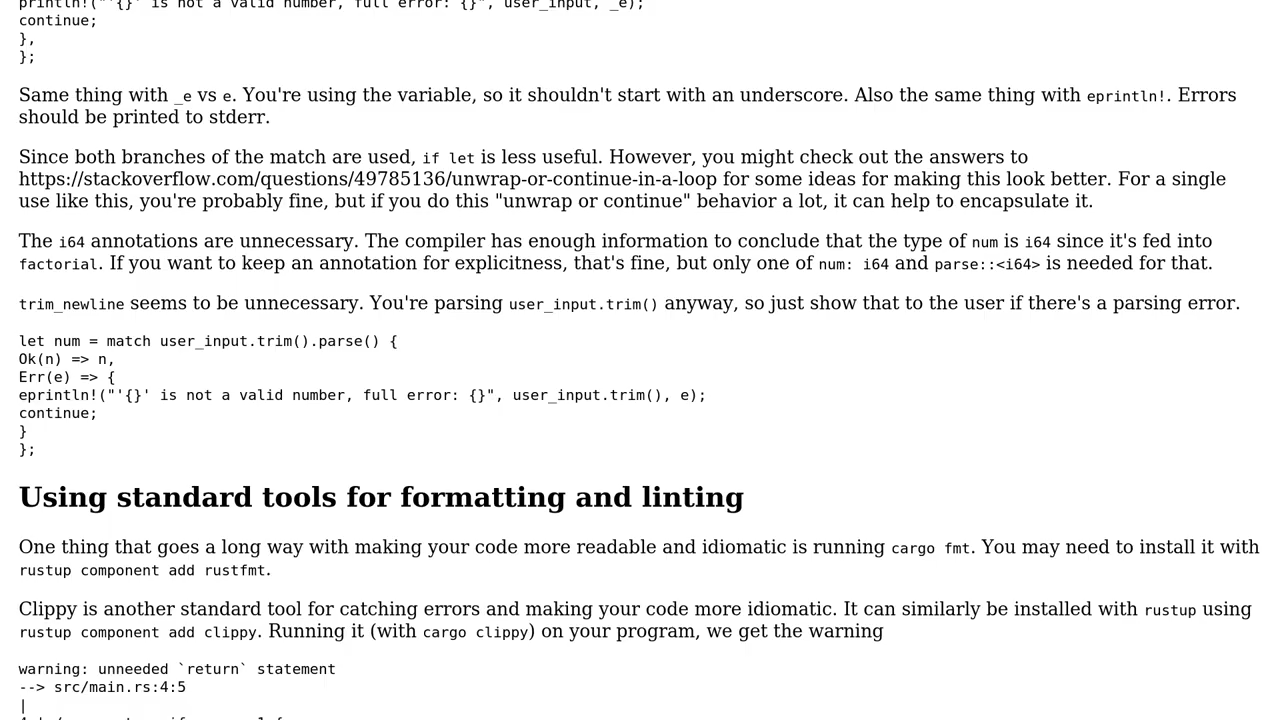 println!("'{}' is not a valid number, full error: {}", user_input, _e);
continue;
},
};
Same thing with _e vs e. You're using the variable, so it shouldn't start with an underscore. Also the same thing with eprintln!. Errors
should be printed to stderr.
Since both branches of the match are used, if let is less useful. However, you might check out the answers to
https://stackoverflow.com/questions/49785136/unwrap-or-continue-in-a-loop for some ideas for making this look better. For a single
use like this, you're probably fine, but if you do this "unwrap or continue" behavior a lot, it can help to encapsulate it.
The i64 annotations are unnecessary. The compiler has enough information to conclude that the type of num is i64 since it's fed into
factorial. If you want to keep an annotation for explicitness, that's fine, but only one of num: i64 and parse::<i64> is needed for that.
trim_newline seems to be unnecessary. You're parsing user_input.trim() anyway, so just show that to the user if there's a parsing error.
let num = match user_input.trim().parse() {
Ok(n) => n,
Err(e) => {
eprintln!("'{}' is not a valid number, full error: {}", user_input.trim(), e);
continue;
}
};
Using standard tools for formatting and linting
One thing that goes a long way with making your code more readable and idiomatic is running cargo fmt. You may need to install it with
rustup component add rustfmt.
Clippy is another standard tool for catching errors and making your code more idiomatic. It can similarly be installed with rustup using
rustup component add clippy. Running it (with cargo clippy) on your program, we get the warning
warning: unneeded `return` statement
--> src/main.rs:4:5
|